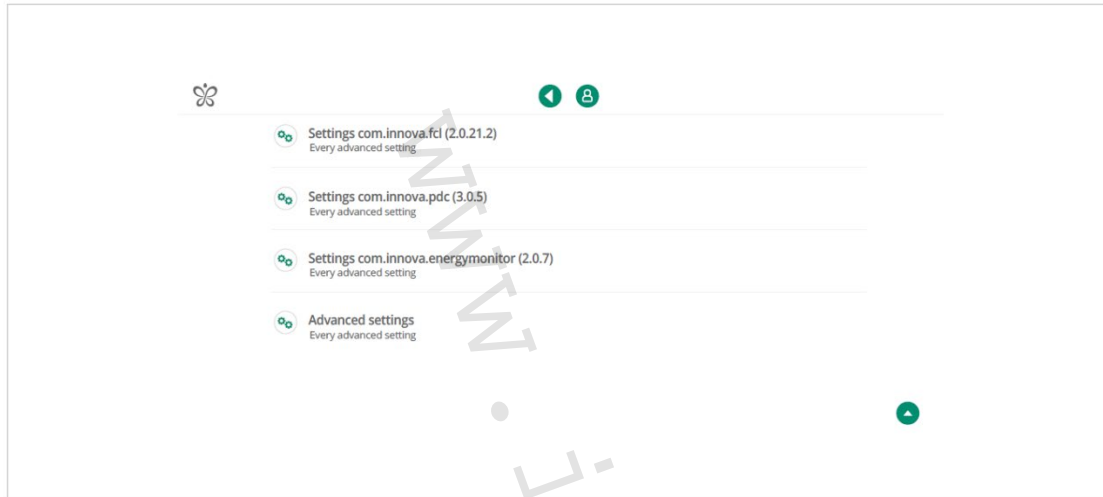 Settings com.innova.fcl (2.0.21.2)
Every advanced setting
Settings com.innova.pdc (3.0.5)
Every advanced setting
Settings com.innova.energymonitor (2.0.7)
Every advanced setting
Advanced settings
Every advanced setting
www.i